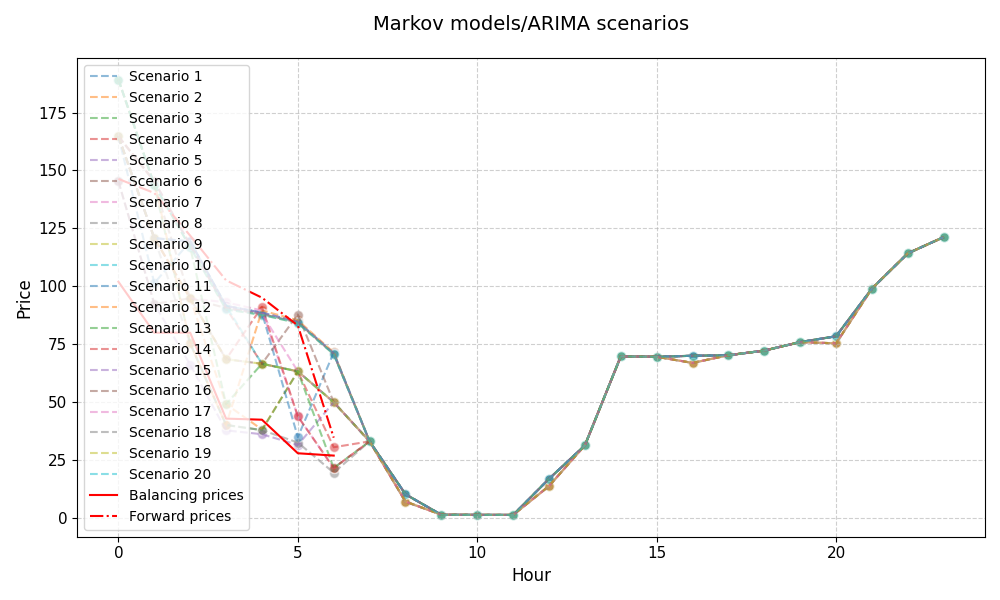 Markov models/ARIMA scenarios
Price
175
150
125
100
75
50
25
0
Scenario 1
Scenario 2
Scenario 3
Scenario 4
Scenario 5
Scenario 6
Scenario 7
Scenario 8
Scenario 9
Scenario 10
Scenario 11
Scenario 12
Scenario 13
Scenario 14
Scenario 15
Scenario 16
Scenario 17
Scenario 18
Scenario 19
Scenario 20
Balancing prices
Forward prices
0 5 10 15 20
Hour